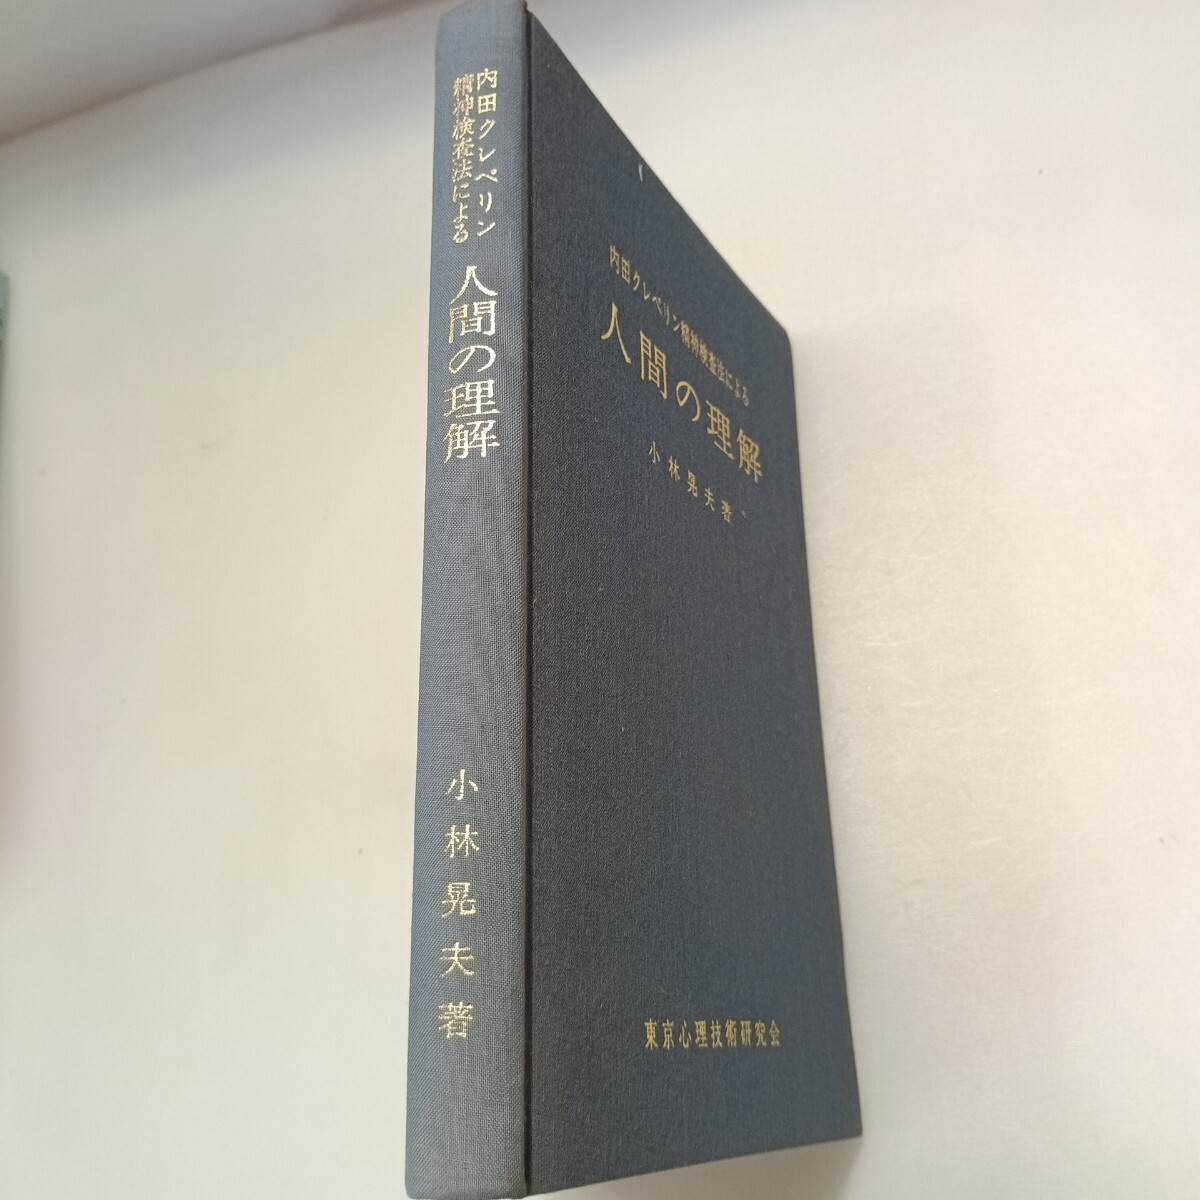 内田クレペリン
精神検査法による
人間の理解
小林晃夫著
内田クレペリン精神検査法による
人間の理解
小林晃夫著
東京心理技術研究会